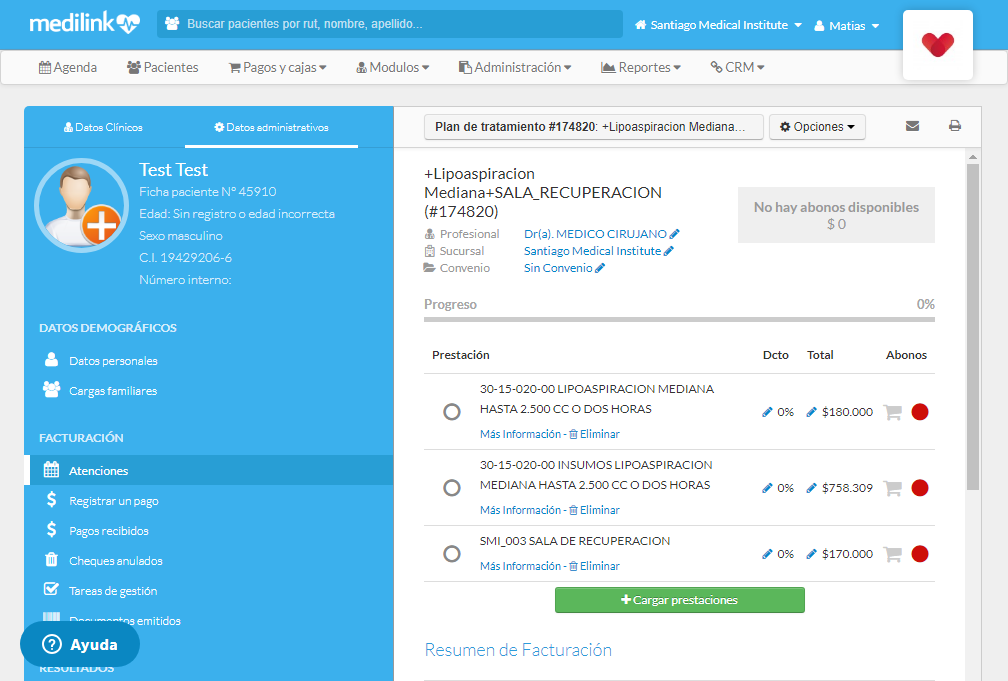 medilink
Buscar pacientes por rut, nombre, apellido...
Santiago Medical Institute
Matias
Agenda
Pacientes
Pagos y cajas
Modulos
Administración
Reportes
CRM
Datos Clínicos
Datos administrativos
Test Test
Ficha paciente N° 45910
Edad: Sin registro o edad incorrecta
Sexo masculino
C.I. 19429206-6
Número interno:
DATOS DEMOGRÁFICOS
Datos personales
Cargas familiares
FACTURACIÓN
Atenciones
Registrar un pago
Pagos recibidos
Cheques anulados
Tareas de gestión
Documentos emitidos
RESULTADOS
Ayuda
Plan de tratamiento #174820: +Lipoaspiracion Mediana...
Opciones
+Lipoaspiracion
Mediana+SALA_RECUPERACION
(#174820)
Profesional Dr(a). MEDICO CIRUJANO
Sucursal Santiago Medical Institute
Convenio Sin Convenio
No hay abonos disponibles
$ 0
Progreso 0%
Prestación Dcto Total Abonos
30-15-020-00 LIPOASPIRACION MEDIANA
HASTA 2.500 CC O DOS HORAS
0% $180.000
Más Información - Eliminar
30-15-020-00 INSUMOS LIPOASPIRACION
MEDIANA HASTA 2.500 CC O DOS HORAS
0% $758.309
Más Información - Eliminar
SMI_003 SALA DE RECUPERACION
0% $170.000
Más Información - Eliminar
Cargar prestaciones
Resumen de Facturación